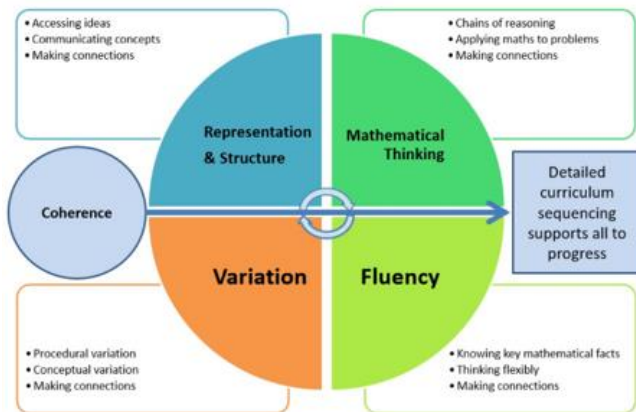 • Accessing ideas
• Communicating concepts
• Making connections
• Chains of reasoning
• Applying maths to problems
• Making connections
Representation
& Structure
Mathematical
Thinking
Coherence
Detailed
curriculum
sequencing
supports all to
progress
Variation
Fluency
• Procedural variation
• Conceptual variation
• Making connections
• Knowing key mathematical facts
• Thinking flexibly
• Making connections